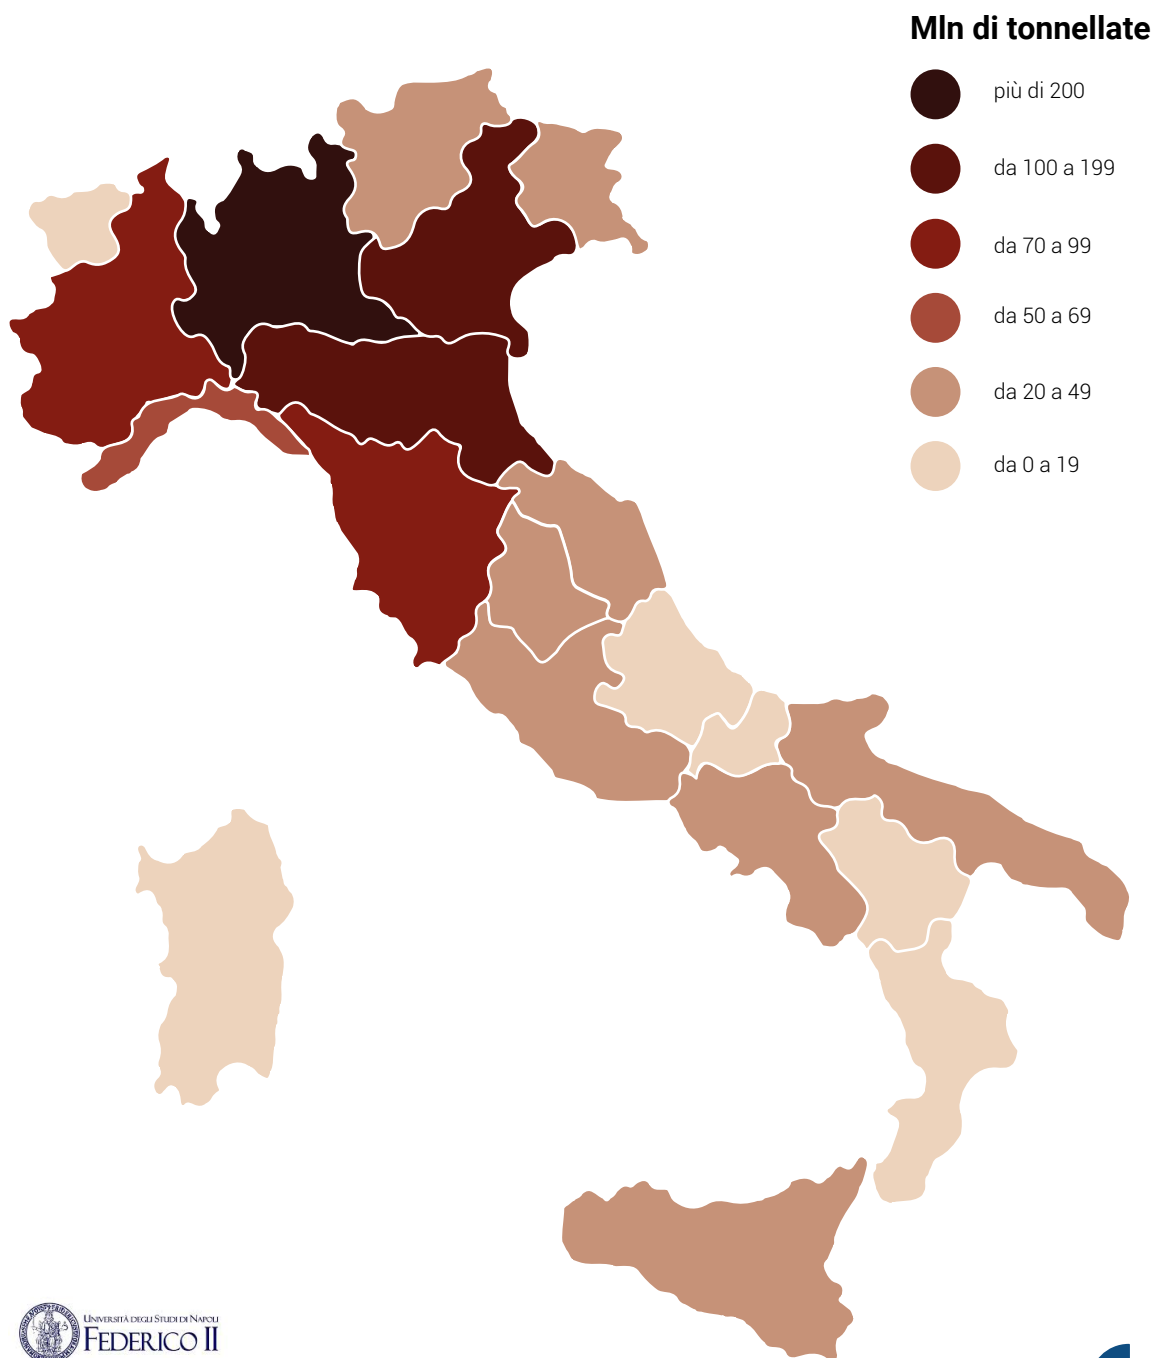 Mln di tonnellate
più di 200
da 100 a 199
da 70 a 99
da 50 a 69
da 20 a 49
da 0 a 19
UNIVERSITÀ DEGLI STUDI DI NAPOLI
FEDERICO II